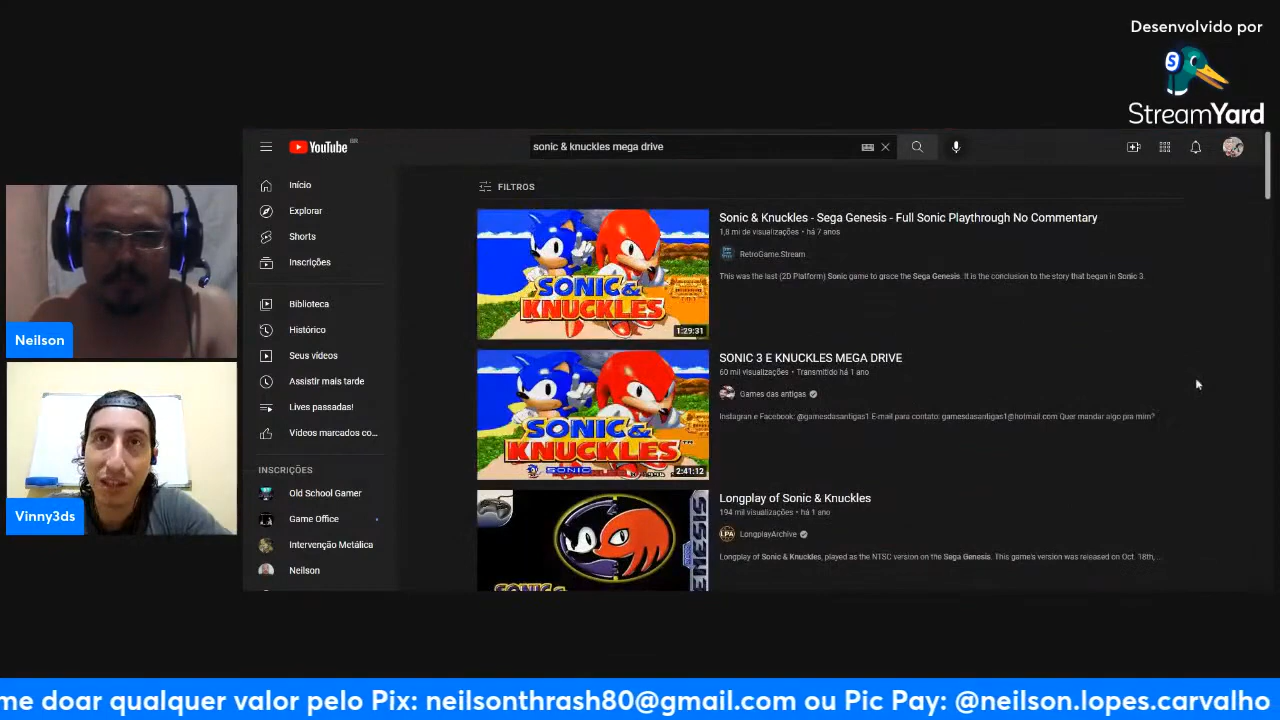 Desenvolvido por
StreamYard
YouTube BR
sonic & knuckles mega drive
Início
Explorar
Shorts
Inscrições
Biblioteca
Histórico
Seus vídeos
Assistir mais tarde
Lives passadas!
Vídeos marcados co...
INSCRIÇÕES
Old School Gamer
Game Office
Intervenção Metálica
Neilson
FILTROS
SONIC & KNUCKLES
1:29:31
Sonic & Knuckles - Sega Genesis - Full Sonic Playthrough No Commentary
1,8 mi de visualizações • há 7 anos
RetroGame.Stream
This was the last (2D Platform) Sonic game to grace the Sega Genesis. It is the conclusion to the story that began in Sonic 3.
SONIC & KNUCKLES
2:41:12
SONIC 3 E KNUCKLES MEGA DRIVE
60 mil visualizações • Transmitido há 1 ano
Games das antigas
Instagran e Facebook: @gamesdasantigas1 E-mail para contato: gamesdasantigas1@hotmail.com Quer mandar algo pra mim?
Longplay of Sonic & Knuckles
194 mil visualizações • há 1 ano
LPA LongplayArchive
Longplay of Sonic & Knuckles, played as the NTSC version on the Sega Genesis. This game's version was released on Oct. 18th,...
Neilson
Vinny3ds
me doar qualquer valor pelo Pix: neilsonthrash80@gmail.com ou Pic Pay: @neilson.lopes.carvalho